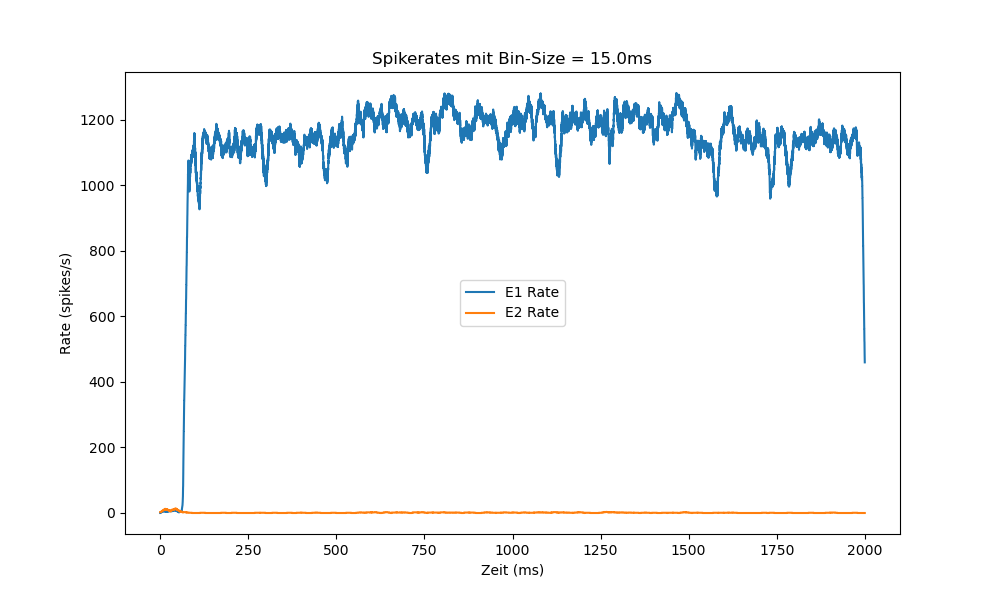 Spikerates mit Bin-Size = 15.0ms
1200
1000
800
600
400
200
0
Rate (spikes/s)
E1 Rate
E2 Rate
0 250 500 750 1000 1250 1500 1750 2000
Zeit (ms)